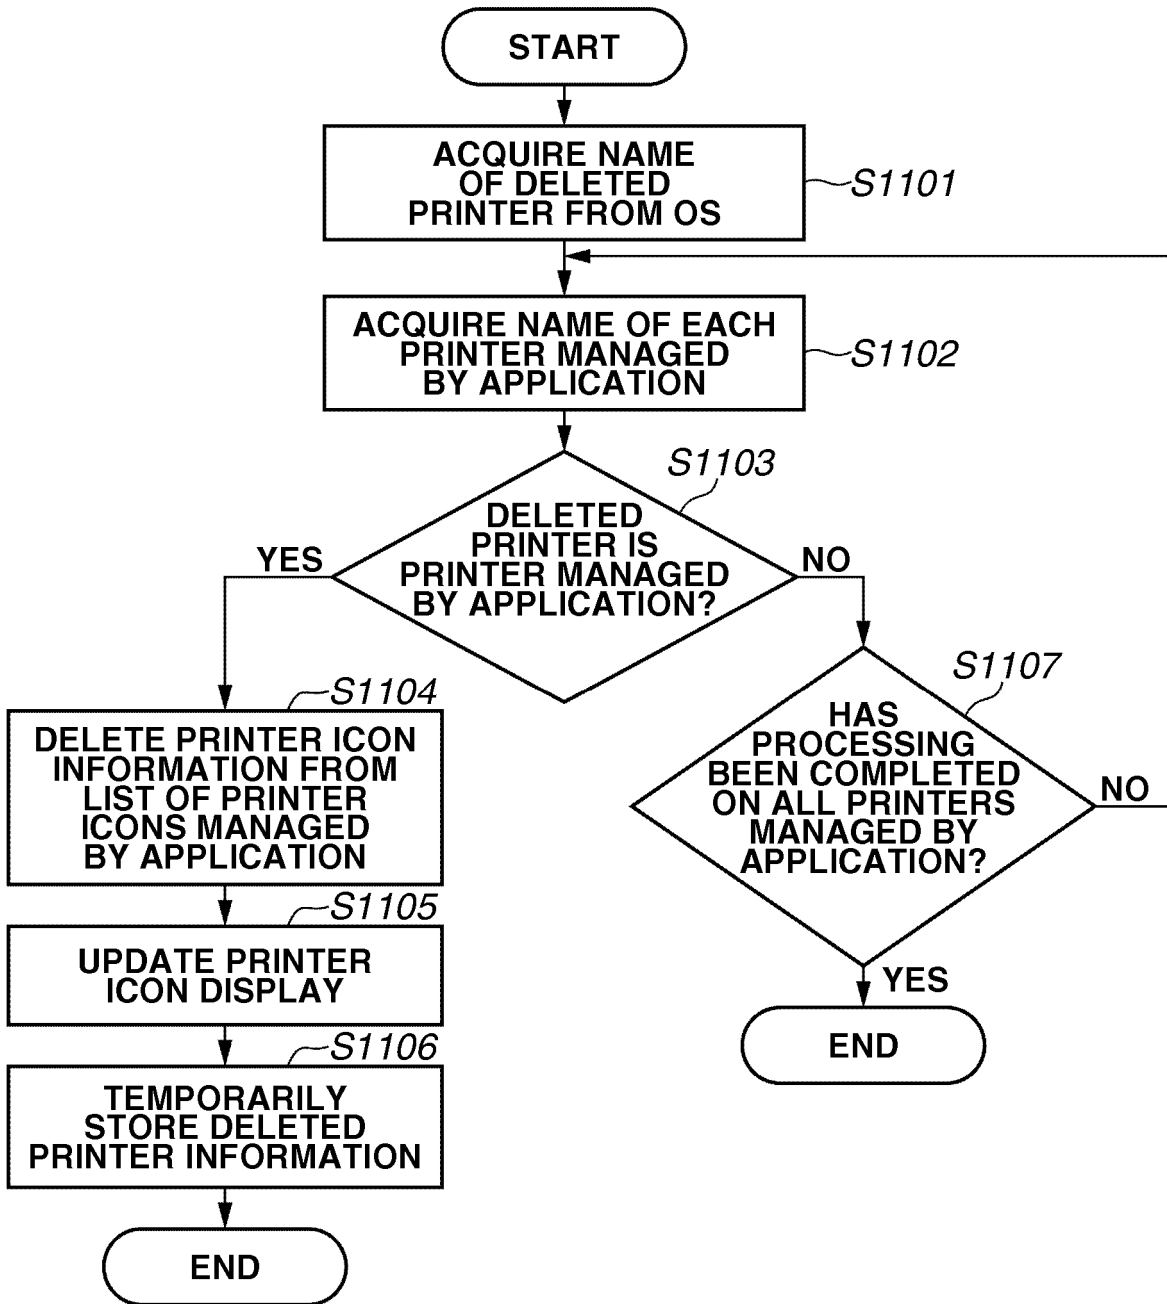 START
ACQUIRE NAME
OF DELETED
PRINTER FROM OS
S1101
ACQUIRE NAME OF EACH
PRINTER MANAGED
BY APPLICATION
S1102
S1103
DELETED
PRINTER IS
PRINTER MANAGED
BY APPLICATION?
YES
NO
S1104
DELETE PRINTER ICON
INFORMATION FROM
LIST OF PRINTER
ICONS MANAGED
BY APPLICATION
S1105
UPDATE PRINTER
ICON DISPLAY
S1106
TEMPORARILY
STORE DELETED
PRINTER INFORMATION
END
S1107
HAS
PROCESSING
BEEN COMPLETED
ON ALL PRINTERS
MANAGED BY
APPLICATION?
NO
YES
END